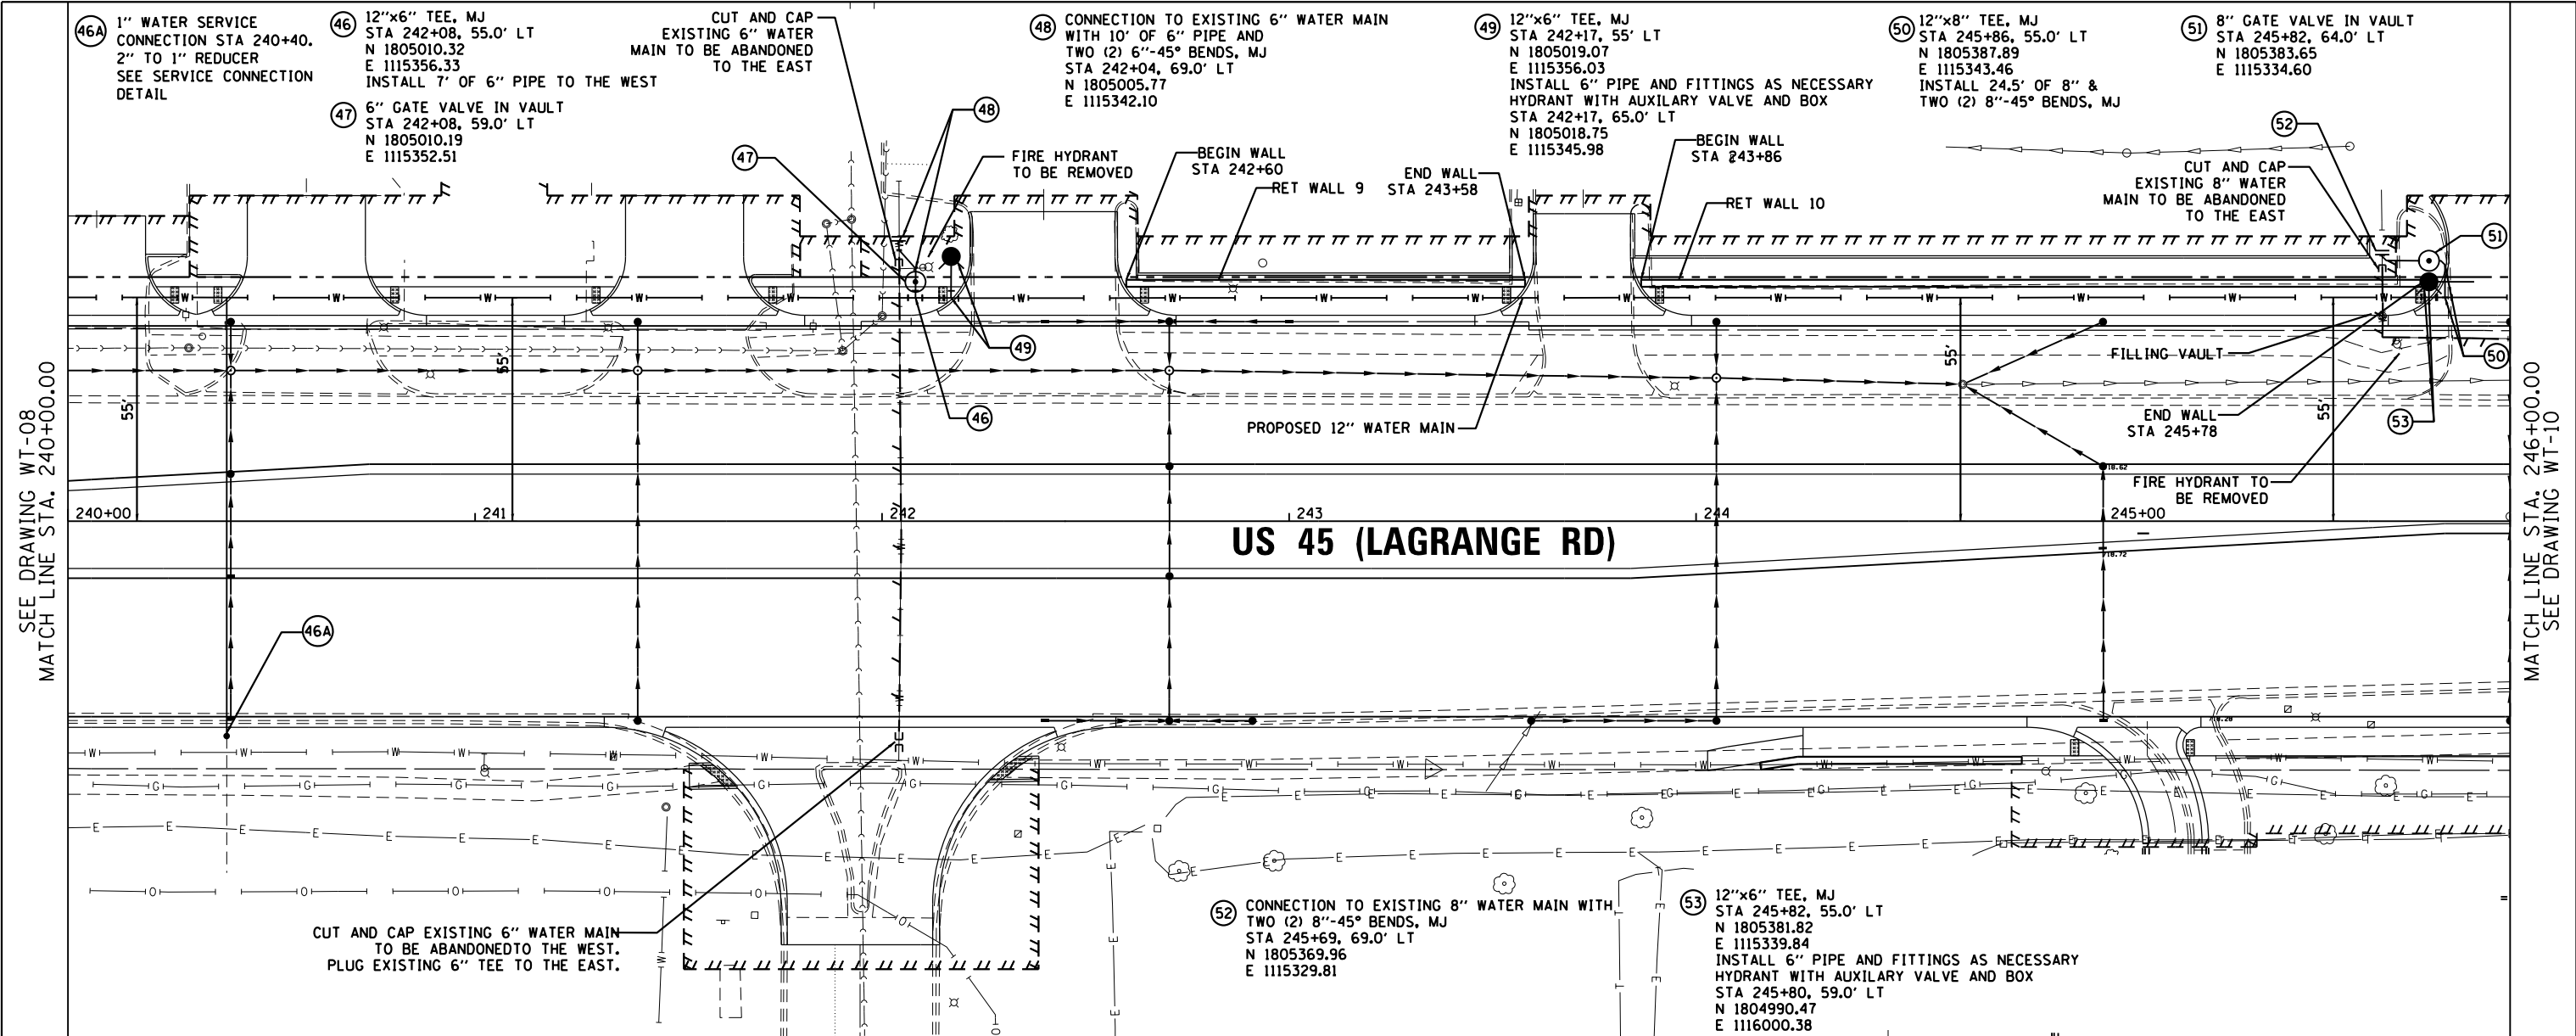 46A
1" WATER SERVICE
CONNECTION STA 240+40.
2" TO 1" REDUCER
SEE SERVICE CONNECTION
DETAIL
46
12"x6" TEE, MJ
STA 242+08, 55.0' LT
N 1805010.32
E 1115356.33
INSTALL 7' OF 6" PIPE TO THE WEST
47
6" GATE VALVE IN VAULT
STA 242+08, 59.0' LT
N 1805010.19
E 1115352.51
CUT AND CAP
EXISTING 6" WATER
MAIN TO BE ABANDONED
TO THE EAST
48
CONNECTION TO EXISTING 6" WATER MAIN
WITH 10' OF 6" PIPE AND
TWO (2) 6"-45° BENDS, MJ
STA 242+04, 69.0' LT
N 1805005.77
E 1115342.10
49
12"x6" TEE, MJ
STA 242+17, 55' LT
N 1805019.07
E 1115356.03
INSTALL 6" PIPE AND FITTINGS AS NECESSARY
HYDRANT WITH AUXILARY VALVE AND BOX
STA 242+17, 65.0' LT
N 1805018.75
E 1115345.98
50
12"x8" TEE, MJ
STA 245+86, 55.0' LT
N 1805387.89
E 1115343.46
INSTALL 24.5' OF 8" &
TWO (2) 8"-45° BENDS, MJ
51
8" GATE VALVE IN VAULT
STA 245+82, 64.0' LT
N 1805383.65
E 1115334.60
48
47
FIRE HYDRANT
TO BE REMOVED
BEGIN WALL
STA 242+60
RET WALL 9
END WALL
STA 243+58
BEGIN WALL
STA 243+86
RET WALL 10
52
CUT AND CAP
EXISTING 8" WATER
MAIN TO BE ABANDONED
TO THE EAST
51
49
46
PROPOSED 12" WATER MAIN
FILLING VAULT
50
END WALL
STA 245+78
53
FIRE HYDRANT TO
BE REMOVED
55'
55'
55'
55'
SEE DRAWING WT-08
MATCH LINE STA. 240+00.00
MATCH LINE STA. 246+00.00
SEE DRAWING WT-10
240+00
241
242
243
244
245+00
718.62
718.72
US 45 (LAGRANGE RD)
46A
CUT AND CAP EXISTING 6" WATER MAIN
TO BE ABANDONEDTO THE WEST.
PLUG EXISTING 6" TEE TO THE EAST.
52
CONNECTION TO EXISTING 8" WATER MAIN WITH
TWO (2) 8"-45° BENDS, MJ
STA 245+69, 69.0' LT
N 1805369.96
E 1115329.81
53
12"x6" TEE, MJ
STA 245+82, 55.0' LT
N 1805381.82
E 1115339.84
INSTALL 6" PIPE AND FITTINGS AS NECESSARY
HYDRANT WITH AUXILARY VALVE AND BOX
STA 245+80, 59.0' LT
N 1804990.47
E 1116000.38